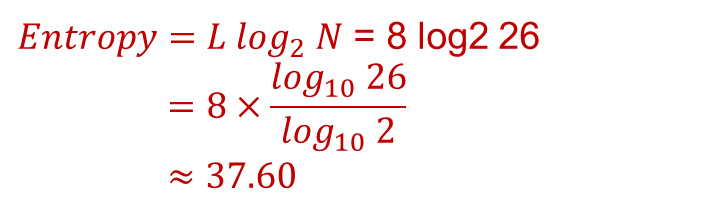 Entropy = L log₂ N = 8 log2 26
= 8 × log₁₀ 26 / log₁₀ 2
≈ 37.60